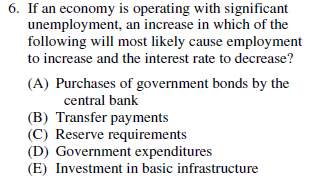 6. If an economy is operating with significant
unemployment, an increase in which of the
following will most likely cause employment
to increase and the interest rate to decrease?
(A) Purchases of government bonds by the
central bank
(B) Transfer payments
(C) Reserve requirements
(D) Government expenditures
(E) Investment in basic infrastructure